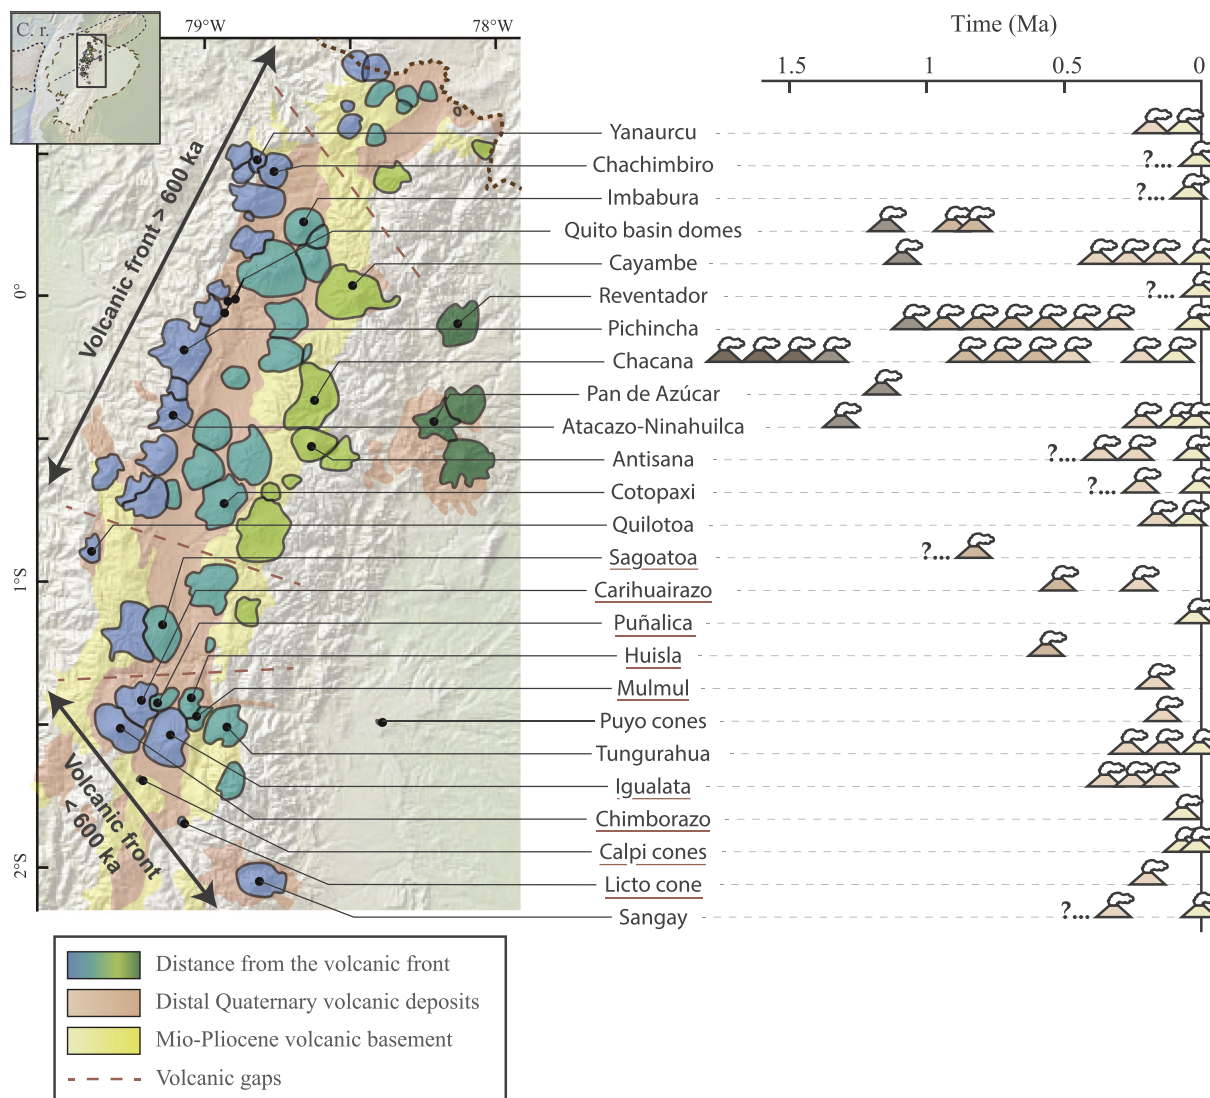 C. r.
79°W
78°W
Time (Ma)
1.5
1
0.5
0
Volcanic front > 600 ka
0°
1°S
2°S
Volcanic front
< 600 ka
Yanaurcu
Chachimbiro
?...
Imbabura
?...
Quito basin domes
Cayambe
Reventador
?...
Pichincha
Chacana
Pan de Azúcar
Atacazo-Ninahuilca
Antisana
?...
Cotopaxi
?...
Quilotoa
Sagoatoa
?...
Carihuairazo
Puñalica
Huisla
Mulmul
Puyo cones
Tungurahua
Igualata
Chimborazo
Calpi cones
Licto cone
Sangay
?...
Distance from the volcanic front
Distal Quaternary volcanic deposits
Mio-Pliocene volcanic basement
Volcanic gaps